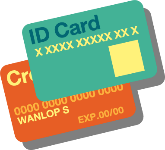 ID Card
X XXXX XXXXX XX X
Cre
0000 0000 0000 0000
WANLOP S
EXP.00/00